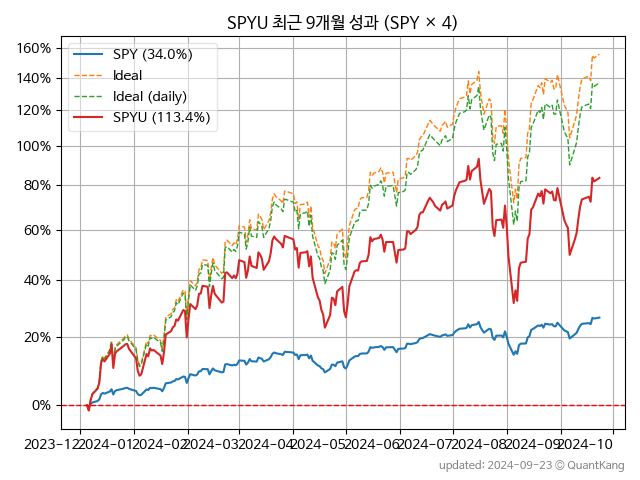 SPYU 최근 9개월 성과 (SPY × 4)
160%
140%
120%
100%
80%
60%
40%
20%
0%
SPY (34.0%)
Ideal
Ideal (daily)
SPYU (113.4%)
2023-12 2024-01 2024-02 2024-03 2024-04 2024-05 2024-06 2024-07 2024-08 2024-09 2024-10
updated: 2024-09-23 © QuantKang